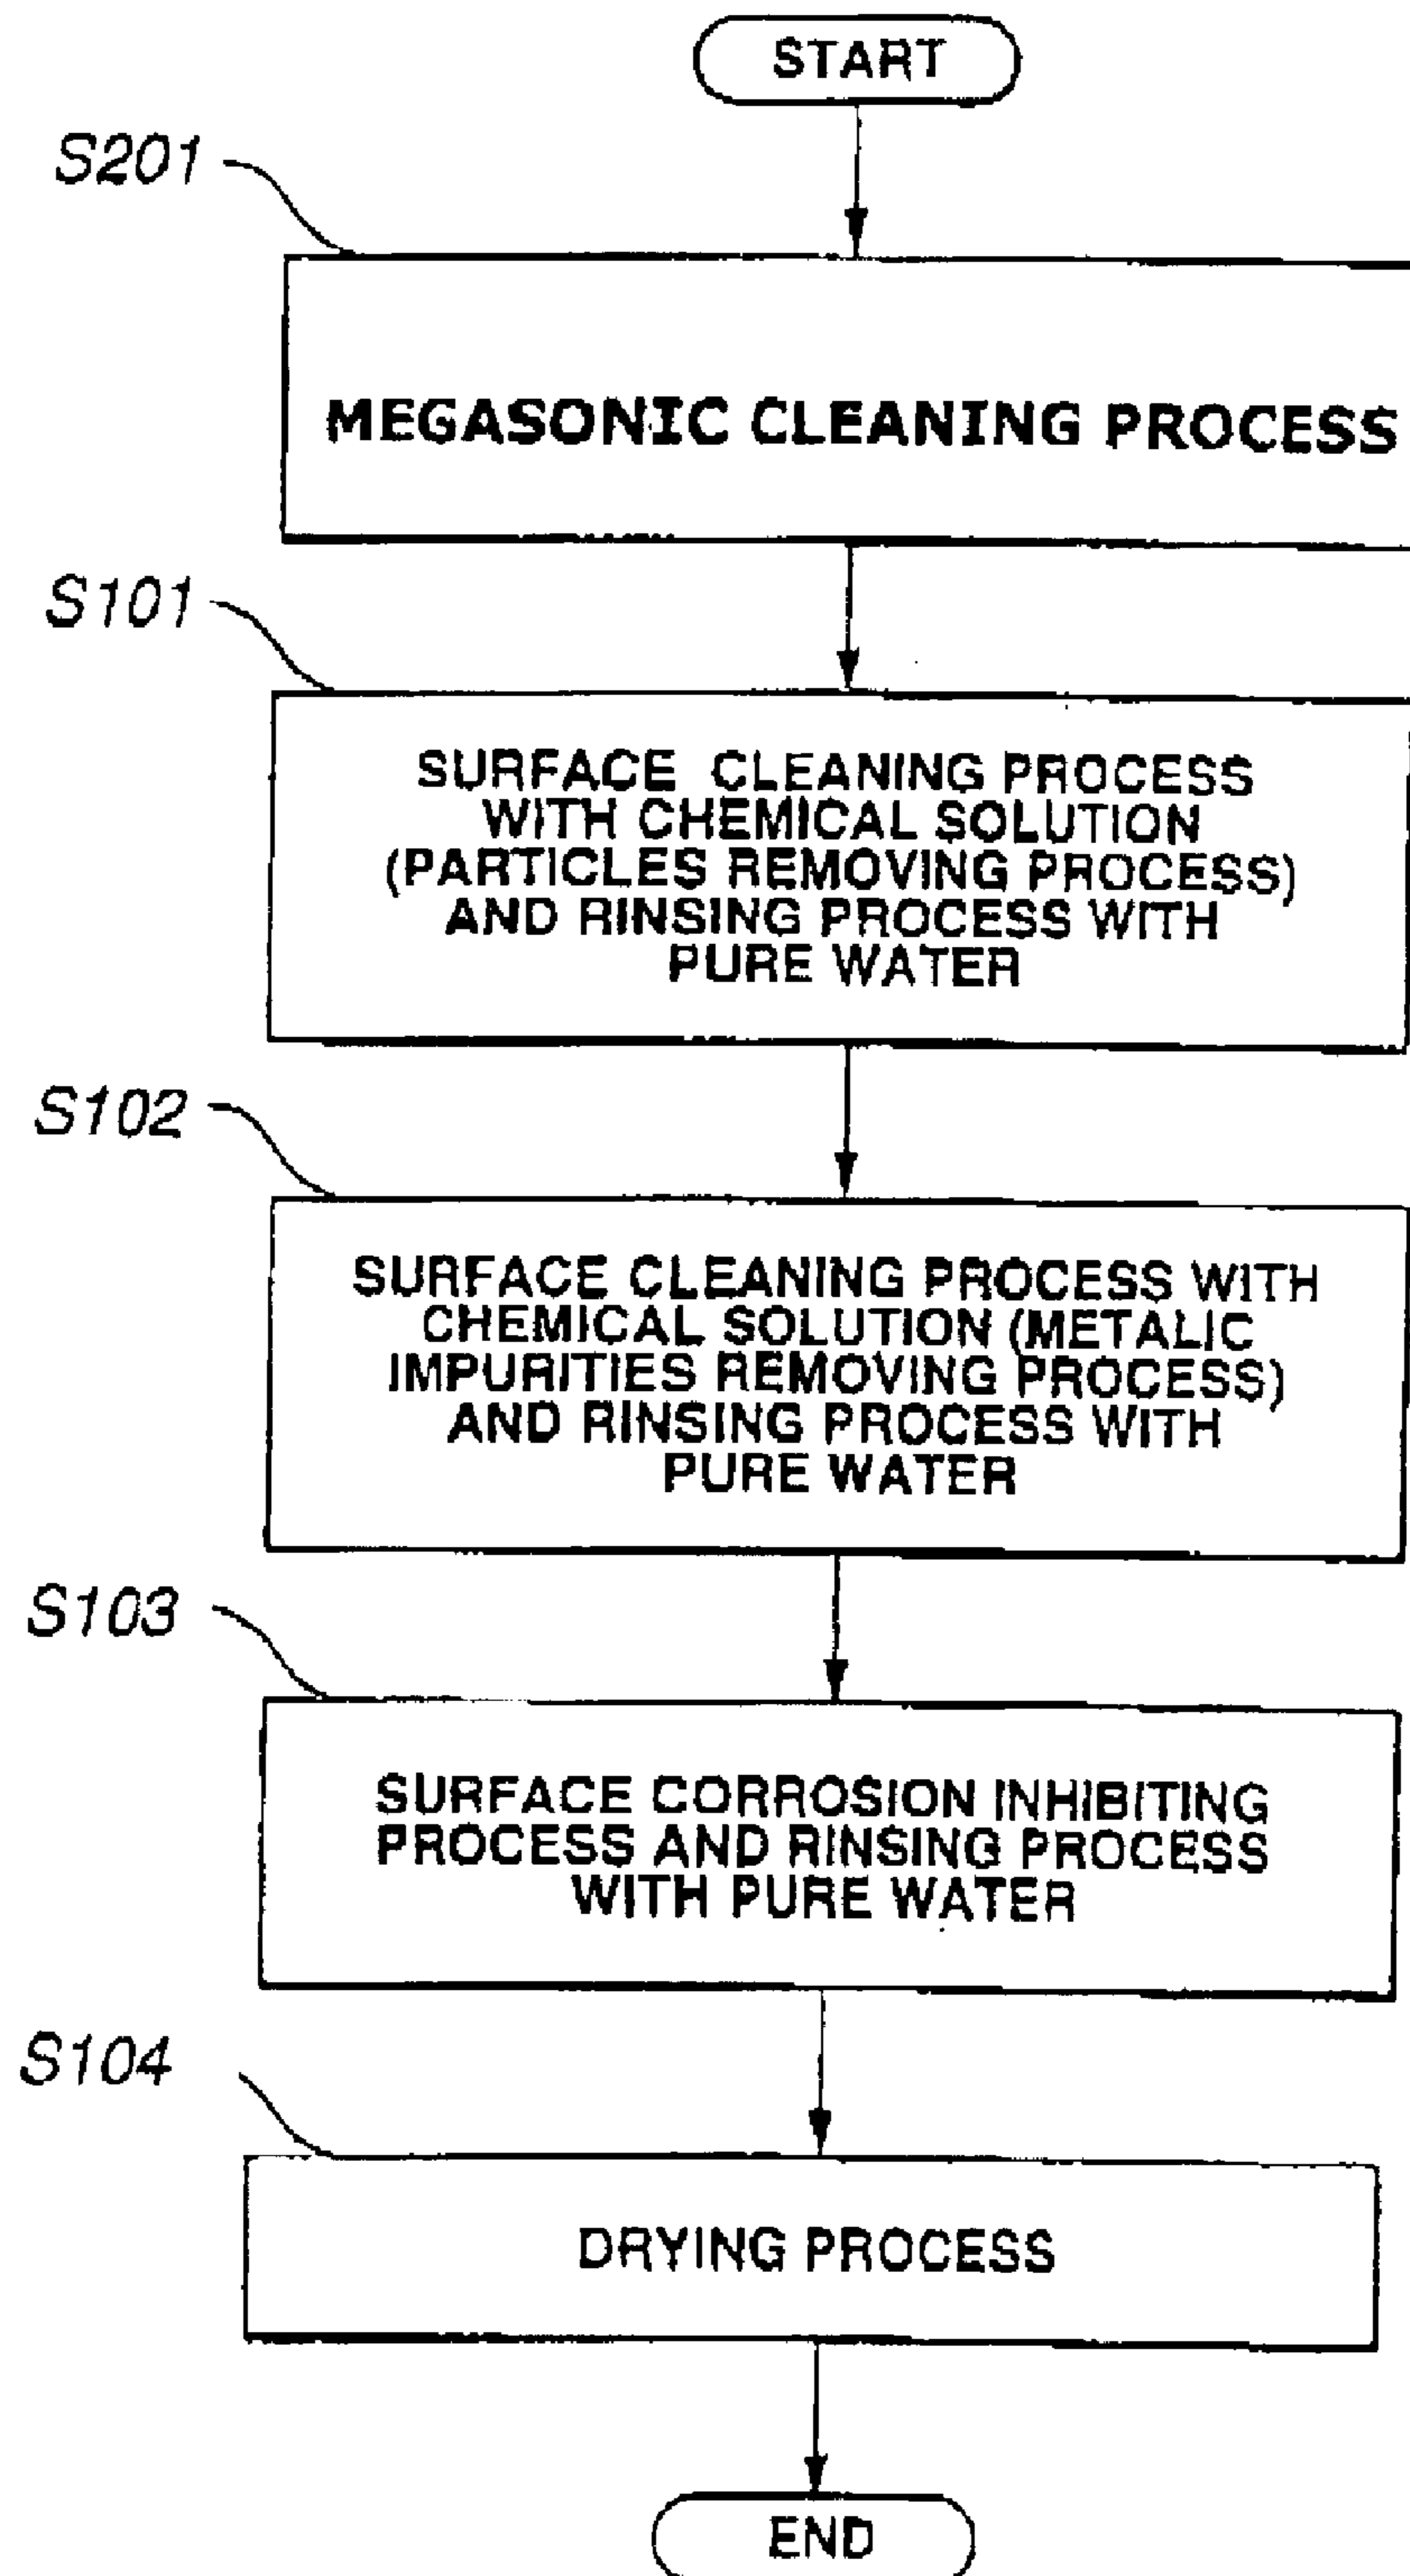 START
S201
MEGASONIC CLEANING PROCESS
S101
SURFACE CLEANING PROCESS
WITH CHEMICAL SOLUTION
(PARTICLES REMOVING PROCESS)
AND RINSING PROCESS WITH
PURE WATER
S102
SURFACE CLEANING PROCESS WITH
CHEMICAL SOLUTION (METALIC
IMPURITIES REMOVING PROCESS)
AND RINSING PROCESS WITH
PURE WATER
S103
SURFACE CORROSION INHIBITING
PROCESS AND RINSING PROCESS
WITH PURE WATER
S104
DRYING PROCESS
END